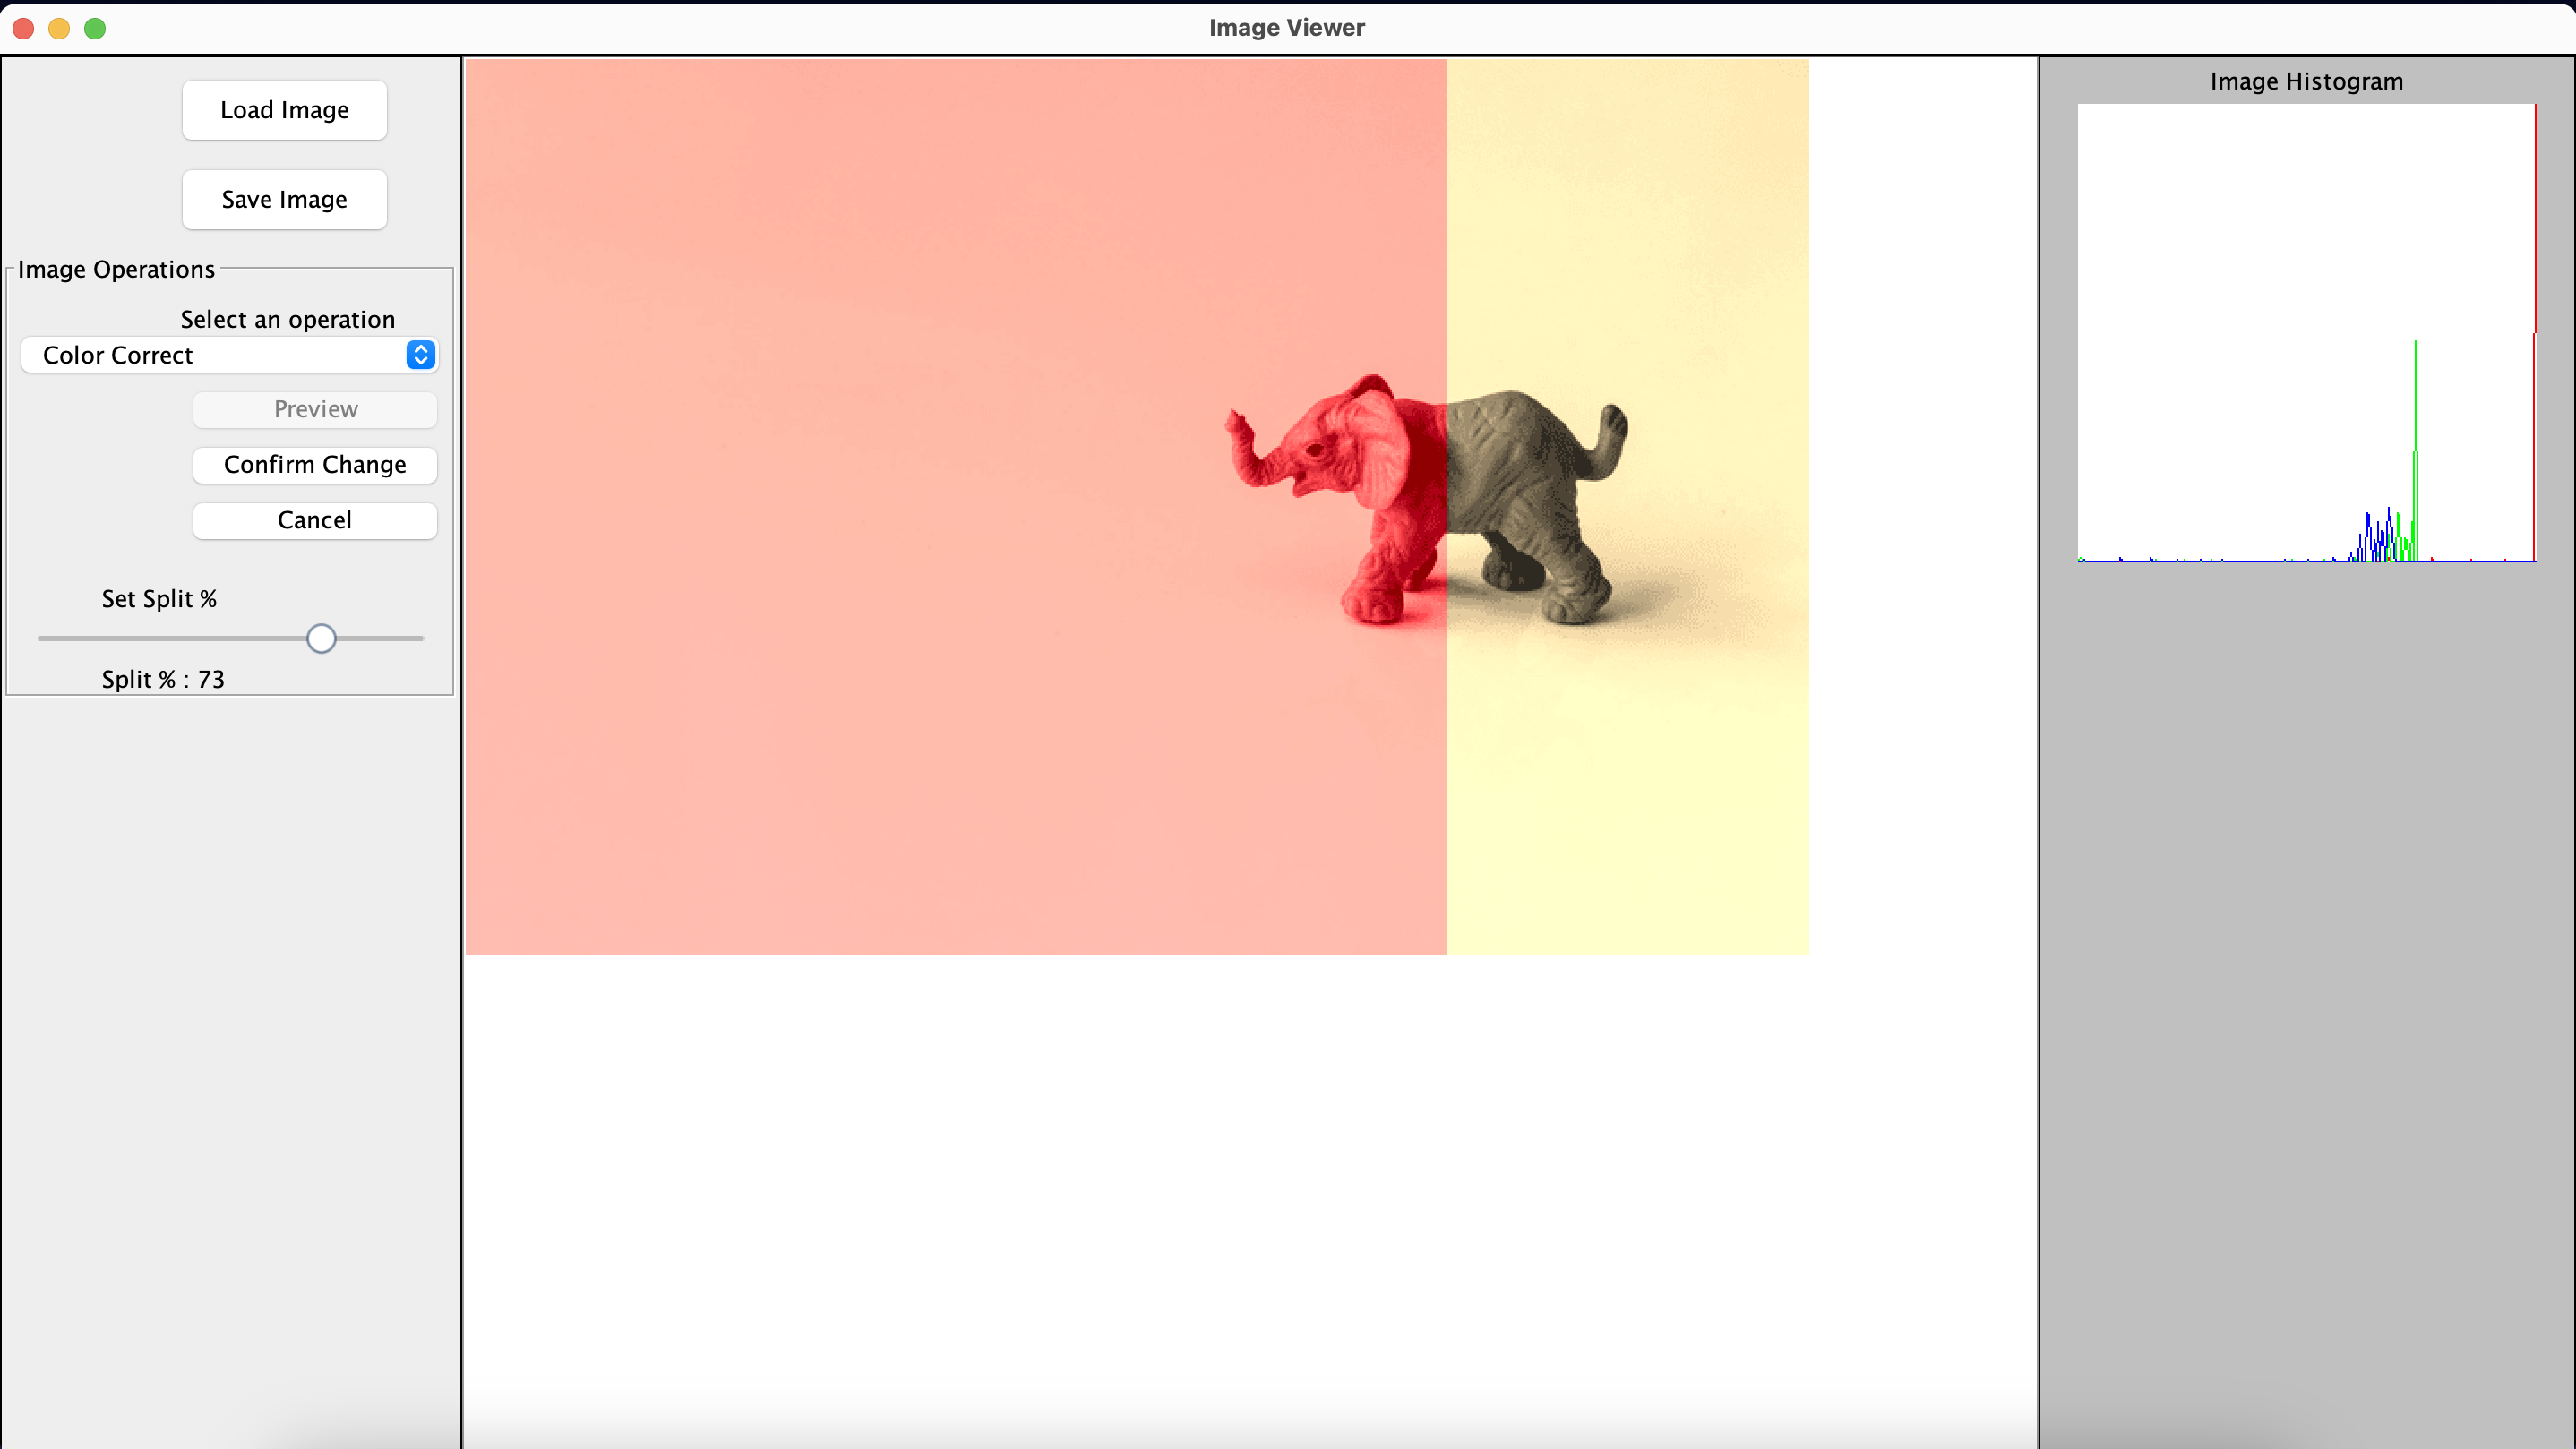 Image Viewer
Load Image
Save Image
Image Operations
Select an operation
Color Correct
Preview
Confirm Change
Cancel
Set Split %
Split % : 73
Image Histogram